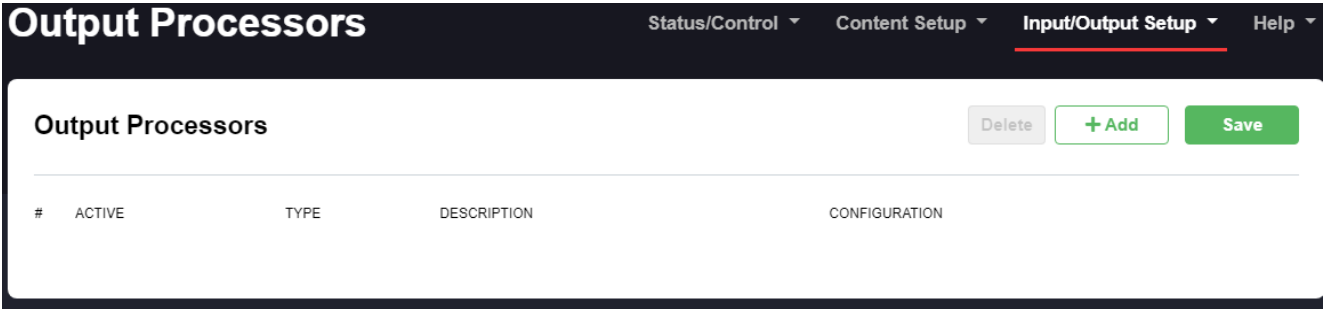 Output Processors Status/Control Content Setup Input/Output Setup Help
Output Processors Delete + Add Save
# ACTIVE TYPE DESCRIPTION CONFIGURATION